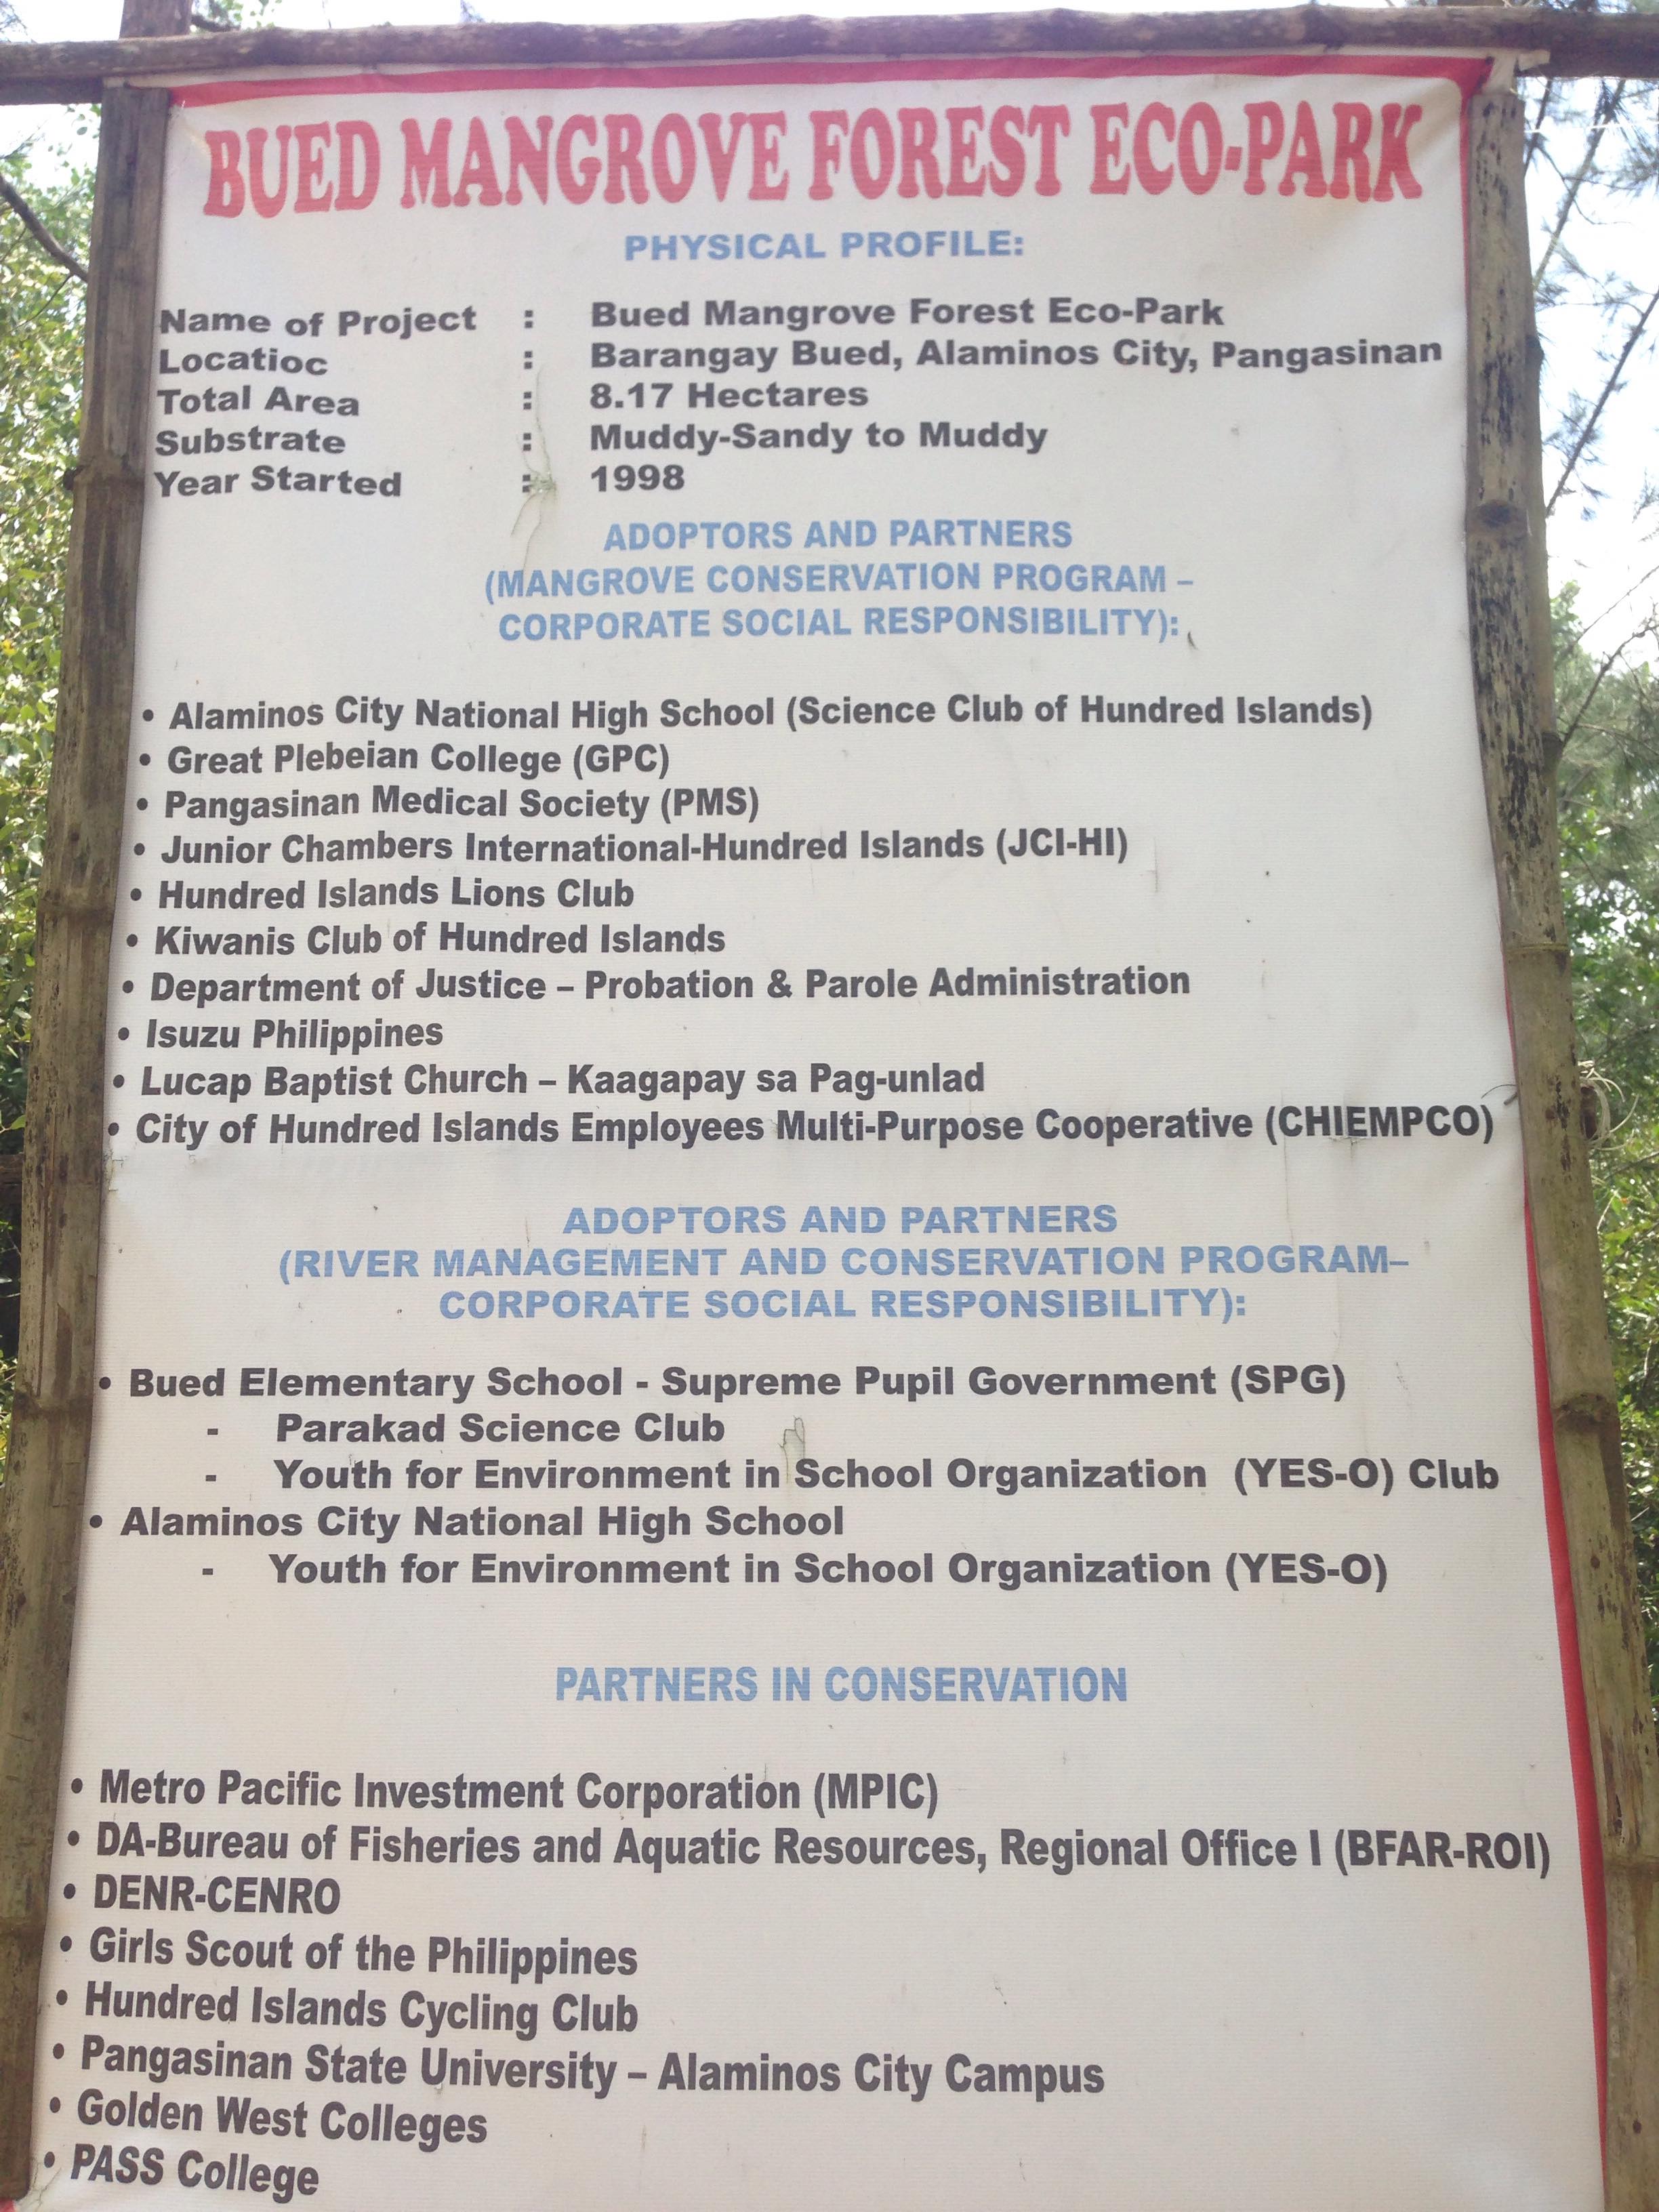 BUED MANGROVE FOREST ECO-PARK
PHYSICAL PROFILE:
Name of Project : Bued Mangrove Forest Eco-Park
Locatioc : Barangay Bued, Alaminos City, Pangasinan
Total Area : 8.17 Hectares
Substrate : Muddy-Sandy to Muddy
Year Started : 1998
ADOPTORS AND PARTNERS
(MANGROVE CONSERVATION PROGRAM –
CORPORATE SOCIAL RESPONSIBILITY):
• Alaminos City National High School (Science Club of Hundred Islands)
• Great Plebeian College (GPC)
• Pangasinan Medical Society (PMS)
• Junior Chambers International-Hundred Islands (JCI-HI)
• Hundred Islands Lions Club
• Kiwanis Club of Hundred Islands
• Department of Justice – Probation & Parole Administration
• Isuzu Philippines
• Lucap Baptist Church – Kaagapay sa Pag-unlad
• City of Hundred Islands Employees Multi-Purpose Cooperative (CHIEMPCO)
ADOPTORS AND PARTNERS
(RIVER MANAGEMENT AND CONSERVATION PROGRAM–
CORPORATE SOCIAL RESPONSIBILITY):
• Bued Elementary School - Supreme Pupil Government (SPG)
- Parakad Science Club
- Youth for Environment in School Organization (YES-O) Club
• Alaminos City National High School
- Youth for Environment in School Organization (YES-O)
PARTNERS IN CONSERVATION
• Metro Pacific Investment Corporation (MPIC)
• DA-Bureau of Fisheries and Aquatic Resources, Regional Office I (BFAR-ROI)
• DENR-CENRO
• Girls Scout of the Philippines
• Hundred Islands Cycling Club
• Pangasinan State University – Alaminos City Campus
• Golden West Colleges
• PASS College